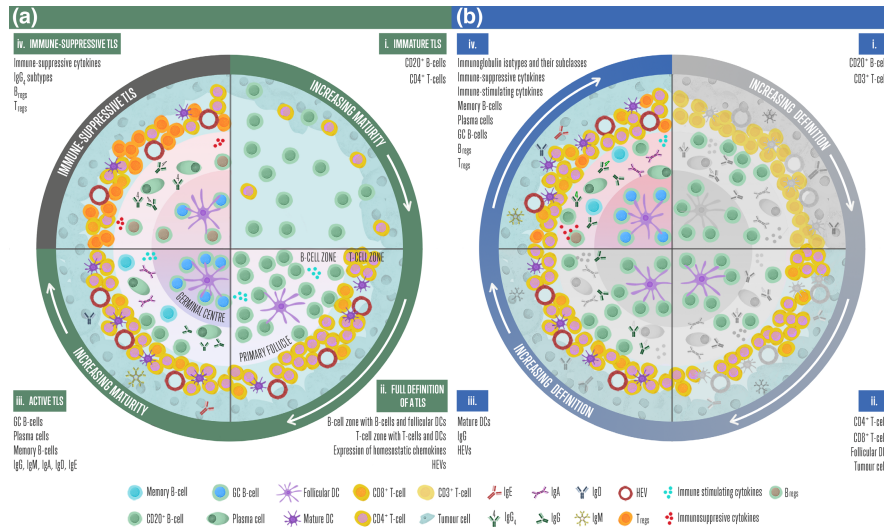 (a)
iv. IMMUNE-SUPPRESSIVE TLS
Immune-suppressive cytokines
IgG4 subtypes
Bregs
Tregs
i. IMMATURE TLS
CD20+ B-cells
CD4+ T-cells
IMMUNE-SUPPRESSIVE TLS
INCREASING MATURITY
B-CELL ZONE
T-CELL ZONE
GERMINAL CENTRE
PRIMARY FOLLICLE
INCREASING MATURITY
iii. ACTIVE TLS
GC B-cells
Plasma cells
Memory B-cells
IgG, IgM, IgA, IgD, IgE
ii. FULL DEFINITION
OF A TLS
B-cell zone with B-cells and follicular DCs
T-cell zone with T-cells and DCs
Expression of homeostatic chemokines
HEVs
(b)
iv.
Immunoglobin isotypes and their subclasses
Immune-suppressive cytokines
Immune-stimulating cytokines
Memory B-cells
Plasma cells
GC B-cells
Bregs
Tregs
i.
CD20+ B-cel
CD3+ T-cel
INCREASING DEFINITION
INCREASING DEFINITION
iii.
Mature DCs
IgG
HEVs
ii.
CD4+ T-cel
CD8+ T-cel
Follicular D
Tumour cel
Memory B-cell
GC B-cell
Follicular DC
CD8+ T-cell
CD3+ T-cell
IgE
IgA
IgD
HEV
Immune stimulating cytokines
Bregs
CD20+ B-cell
Plasma cell
Mature DC
CD4+ T-cell
Tumour cell
IgG4
IgG
IgM
Tregs
Immunosupresive cytokines